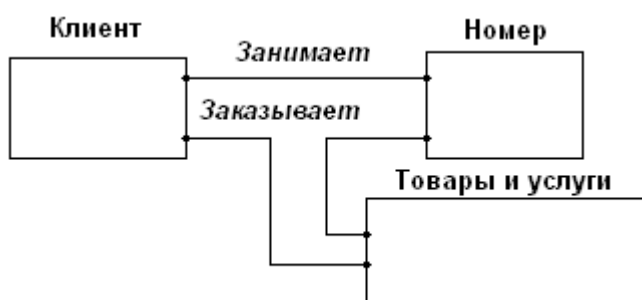 Клиент
Номер
Занимает
Заказывает
Товары и услуги